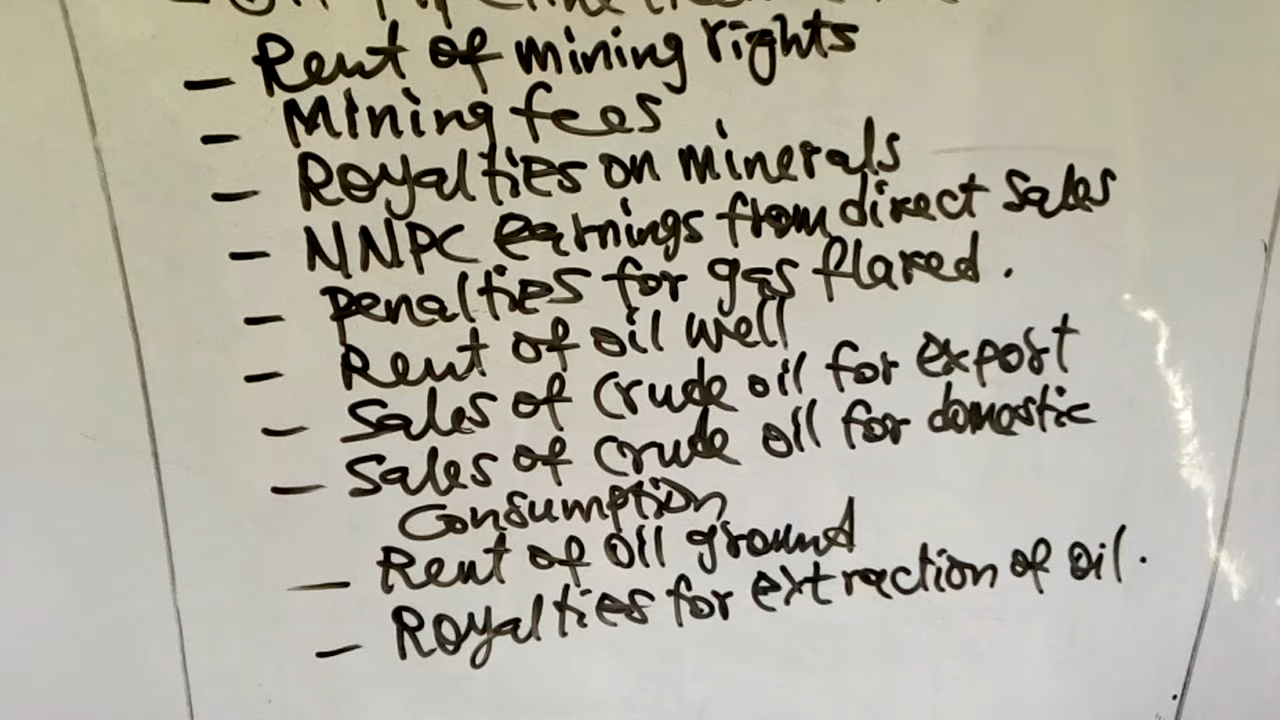 - Rent of mining rights
- Mining fees
- Royalties on minerals
- NNPC earnings from direct sales
- Penalties for gas flared.
- Rent of oil well
- Sales of crude oil for export
- Sales of crude oil for domestic
consumption
- Rent of oil ground
- Royalties for extraction of oil.